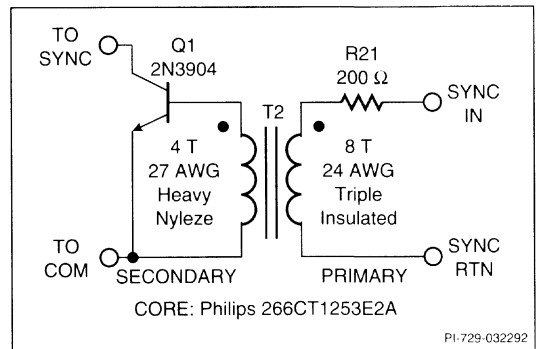 TO
SYNC
Q1
2N3904
R21
200 Ω
SYNC
IN
T2
4 T
27 AWG
Heavy
Nyleze
8 T
24 AWG
Triple
Insulated
TO
COM
SECONDARY
PRIMARY
SYNC
RTN
CORE: Philips 266CT1253E2A
PI-729-032292